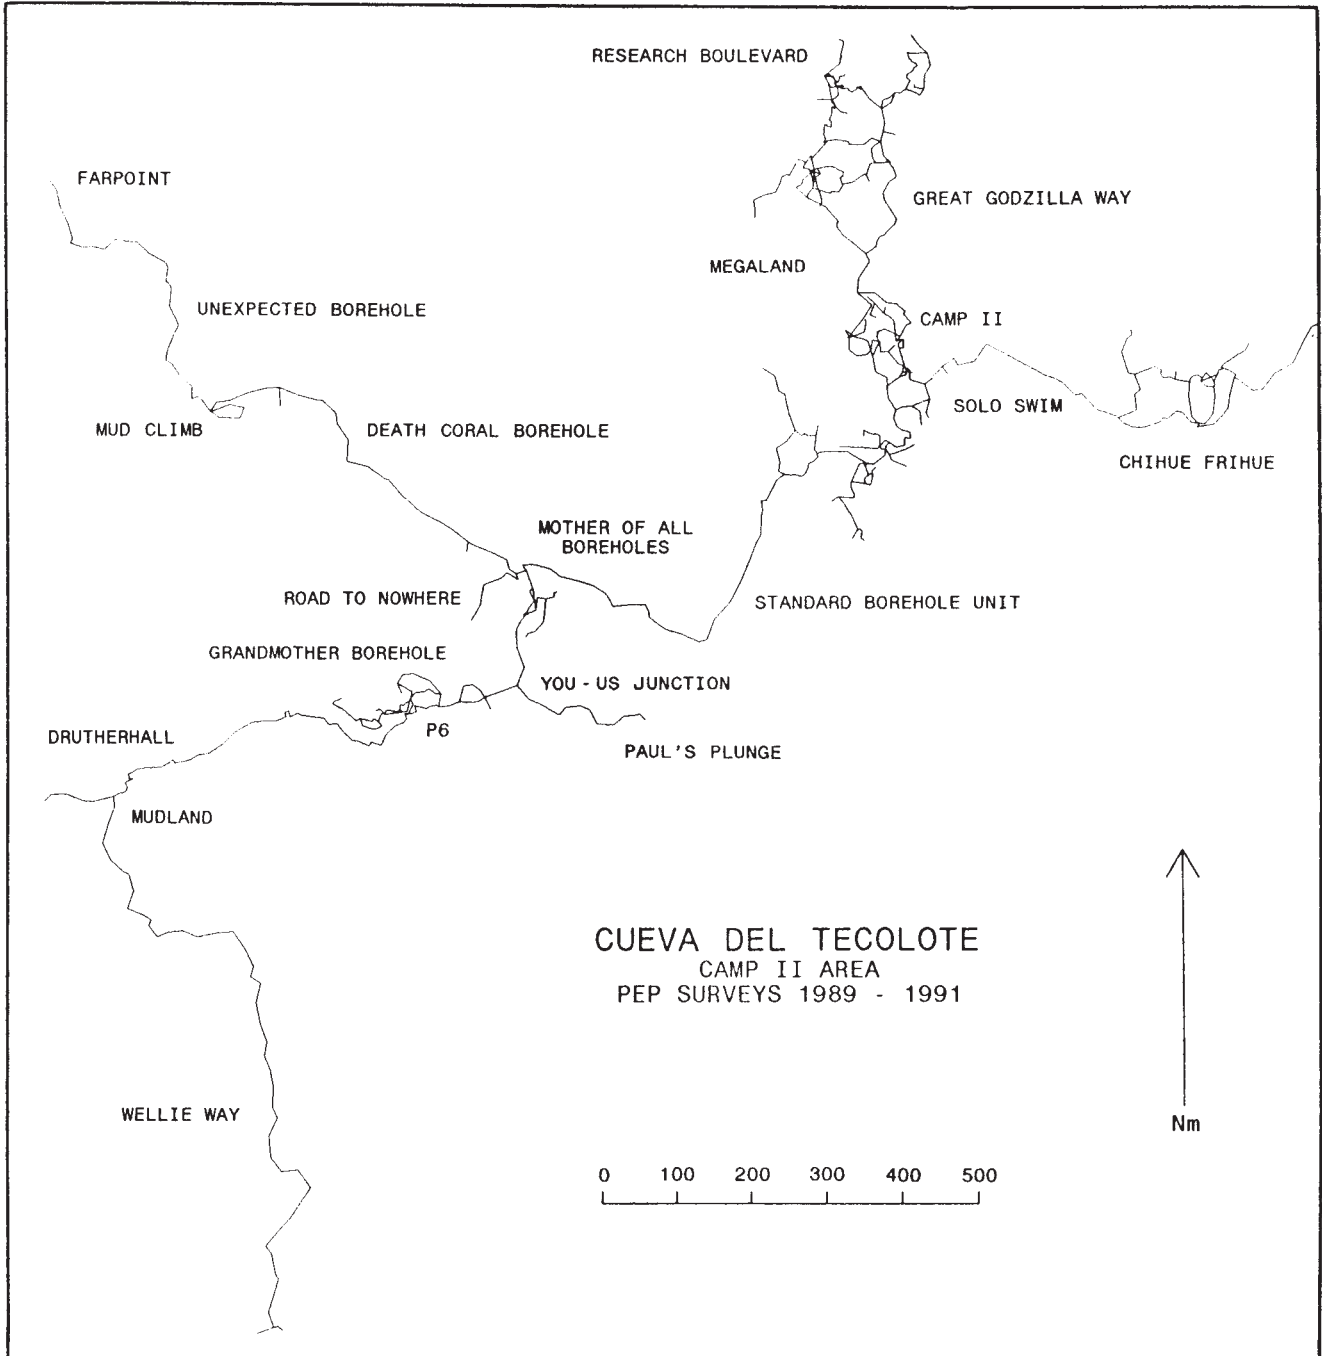 RESEARCH BOULEVARD
FARPOINT
GREAT GODZILLA WAY
MEGALAND
UNEXPECTED BOREHOLE
CAMP II
MUD CLIMB
DEATH CORAL BOREHOLE
SOLO SWIM
CHIHUE FRIHUE
MOTHER OF ALL
BOREHOLES
ROAD TO NOWHERE
STANDARD BOREHOLE UNIT
GRANDMOTHER BOREHOLE
YOU-US JUNCTION
P6
DRUTHERHALL
PAUL'S PLUNGE
MUDLAND
CUEVA DEL TECOLOTE
CAMP II AREA
PEP SURVEYS 1989 - 1991
WELLIE WAY
Nm
0 100 200 300 400 500